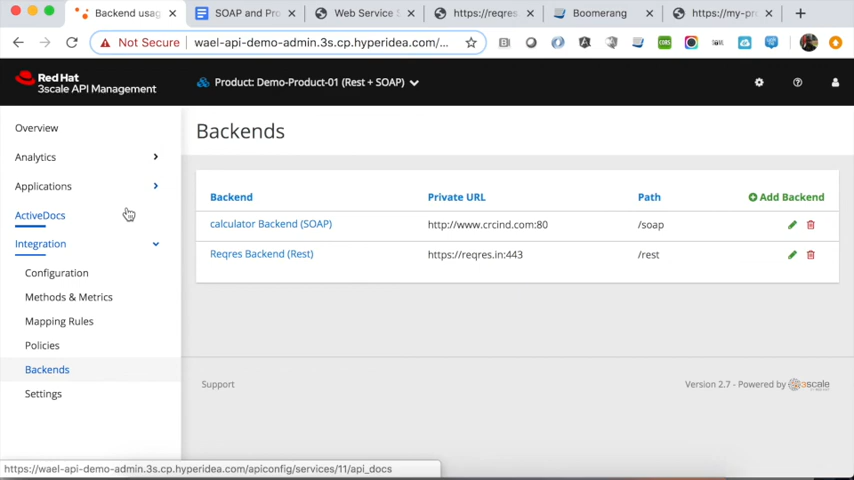 Backend usag
SOAP and Pro
Web Service S
https://reqres
Boomerang
https://my-pr
Not Secure
wael-api-demo-admin.3s.cp.hyperidea.com/...
CORS
Red Hat
3scale API Management
Product: Demo-Product-01 (Rest + SOAP)
Overview
Analytics
Applications
ActiveDocs
Integration
Configuration
Methods & Metrics
Mapping Rules
Policies
Backends
Settings
Backends
Backend Private URL Path Add Backend
calculator Backend (SOAP) http://www.crcind.com:80 /soap
Reqres Backend (Rest) https://reqres.in:443 /rest
Support
Version 2.7 - Powered by 3scale
https://wael-api-demo-admin.3s.cp.hyperidea.com/apiconfig/services/11/api_docs